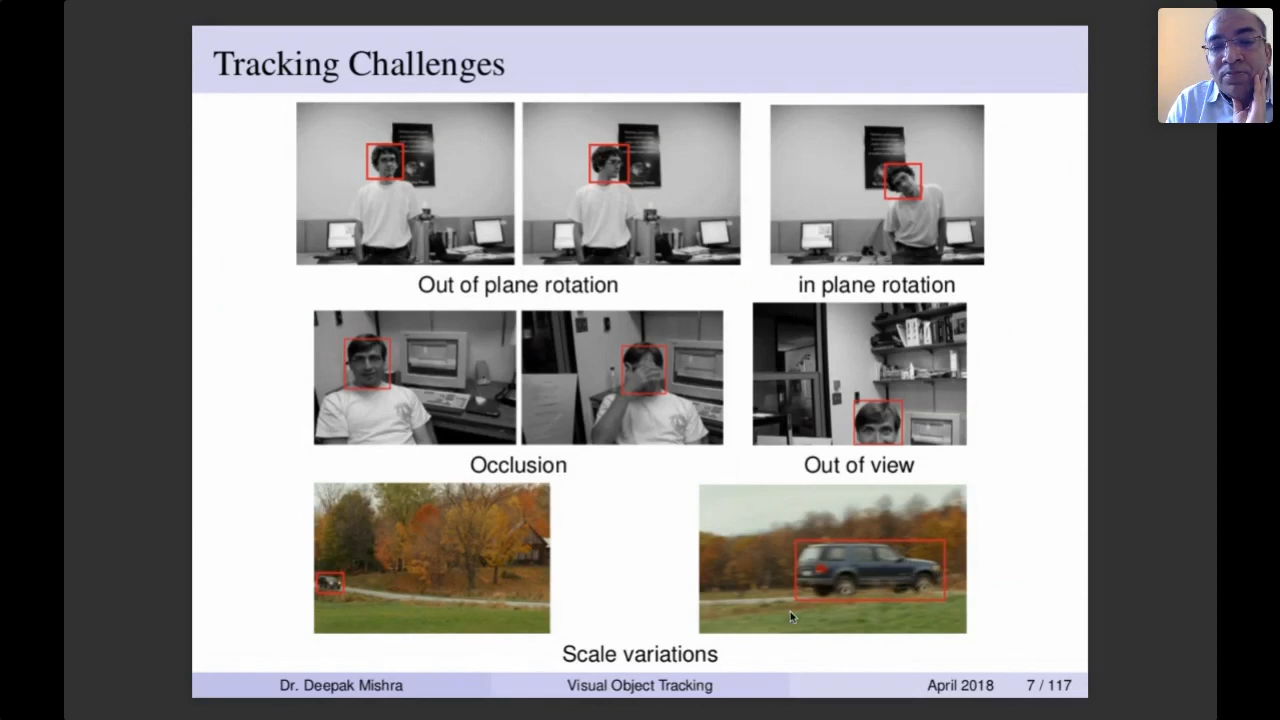 Tracking Challenges
Out of plane rotation
in plane rotation
Occlusion
Out of view
Scale variations
Dr. Deepak Mishra
Visual Object Tracking
April 2018
7 / 117